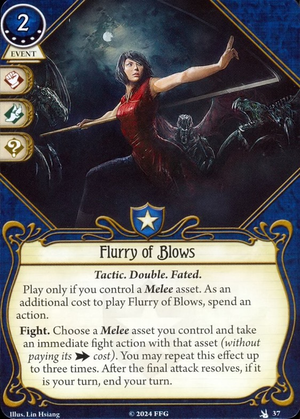 2
EVENT
Flurry of Blows
Tactic. Double. Fated.
Play only if you control a Melee asset. As an
additional cost to play Flurry of Blows, spend an
action.
Fight. Choose a Melee asset you control and take
an immediate fight action with that asset (without
paying its cost). You may repeat this effect up
to three times. After the final attack resolves, if it
is your turn, end your turn.
Illus. Lin Hsiang © 2024 FFG 37